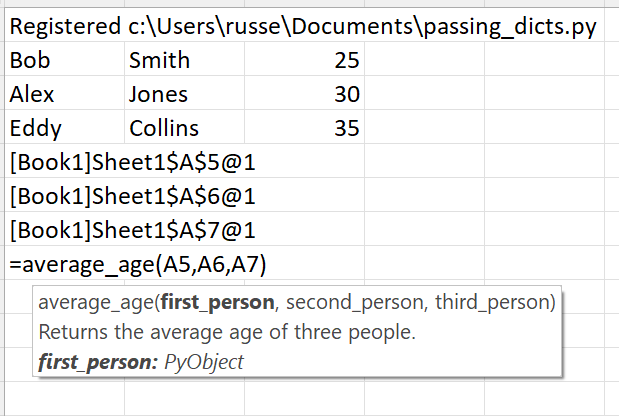 Registered c:\Users\russe\Documents\passing_dicts.py
Bob Smith 25
Alex Jones 30
Eddy Collins 35
[Book1]Sheet1$A$5@1
[Book1]Sheet1$A$6@1
[Book1]Sheet1$A$7@1
=average_age(A5,A6,A7)
average_age(first_person, second_person, third_person)
Returns the average age of three people.
first_person: PyObject